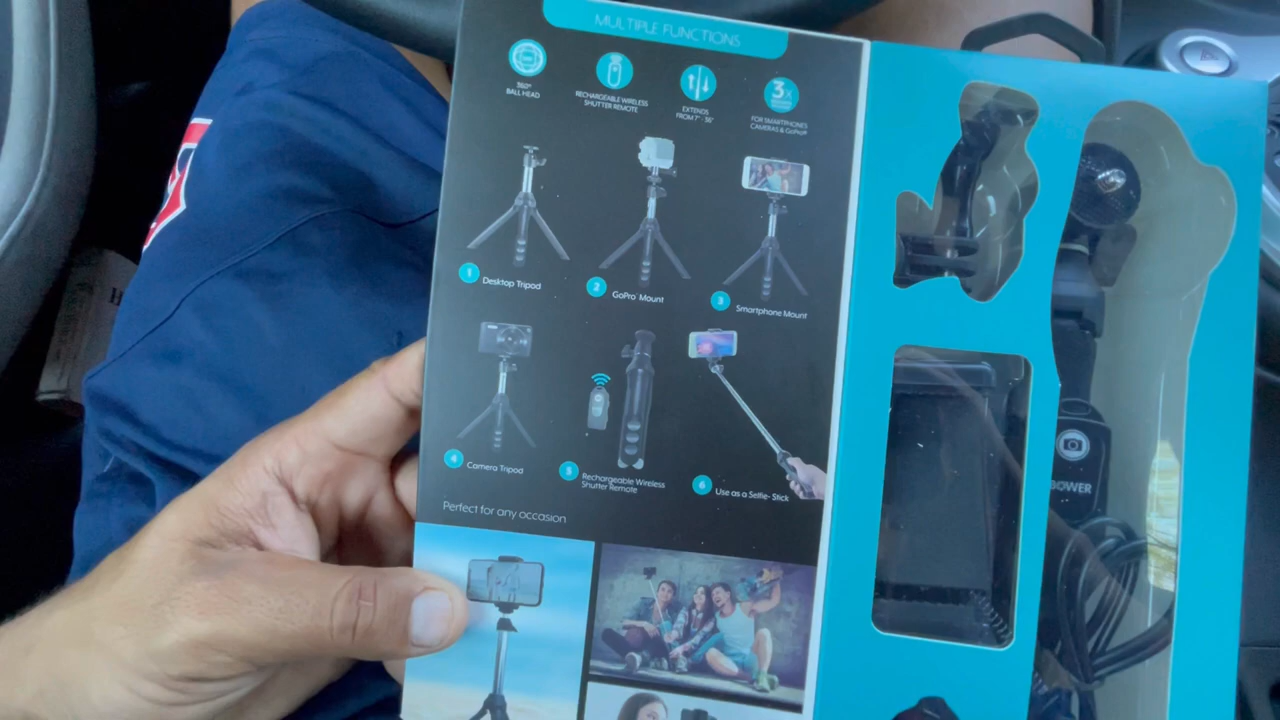 MULTIPLE FUNCTIONS
360°
BALL HEAD
RECHARGEABLE WIRELESS
SHUTTER REMOTE
EXTENDS
FROM 7" - 36"
3X
FOR SMARTPHONES
CAMERAS & GoPro®
1 Desktop Tripod
2 GoPro® Mount
3 Smartphone Mount
4 Camera Tripod
5 Rechargeable Wireless
Shutter Remote
6 Use as a Selfie- Stick
Perfect for any occasion
BOWER